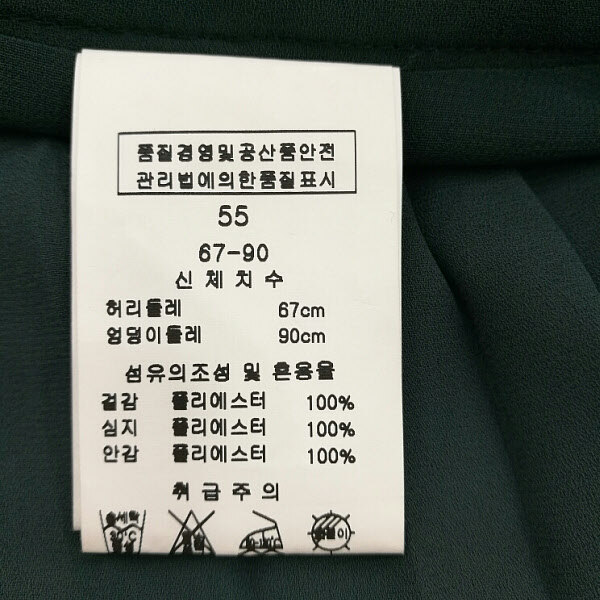 품질경영및공산품안전
관리법에의한품질표시
55
67-90
신체치수
허리둘레 67cm
엉덩이둘레 90cm
섬유의조성 및 혼용율
겉감 폴리에스터 100%
심지 폴리에스터 100%
안감 폴리에스터 100%
취급주의